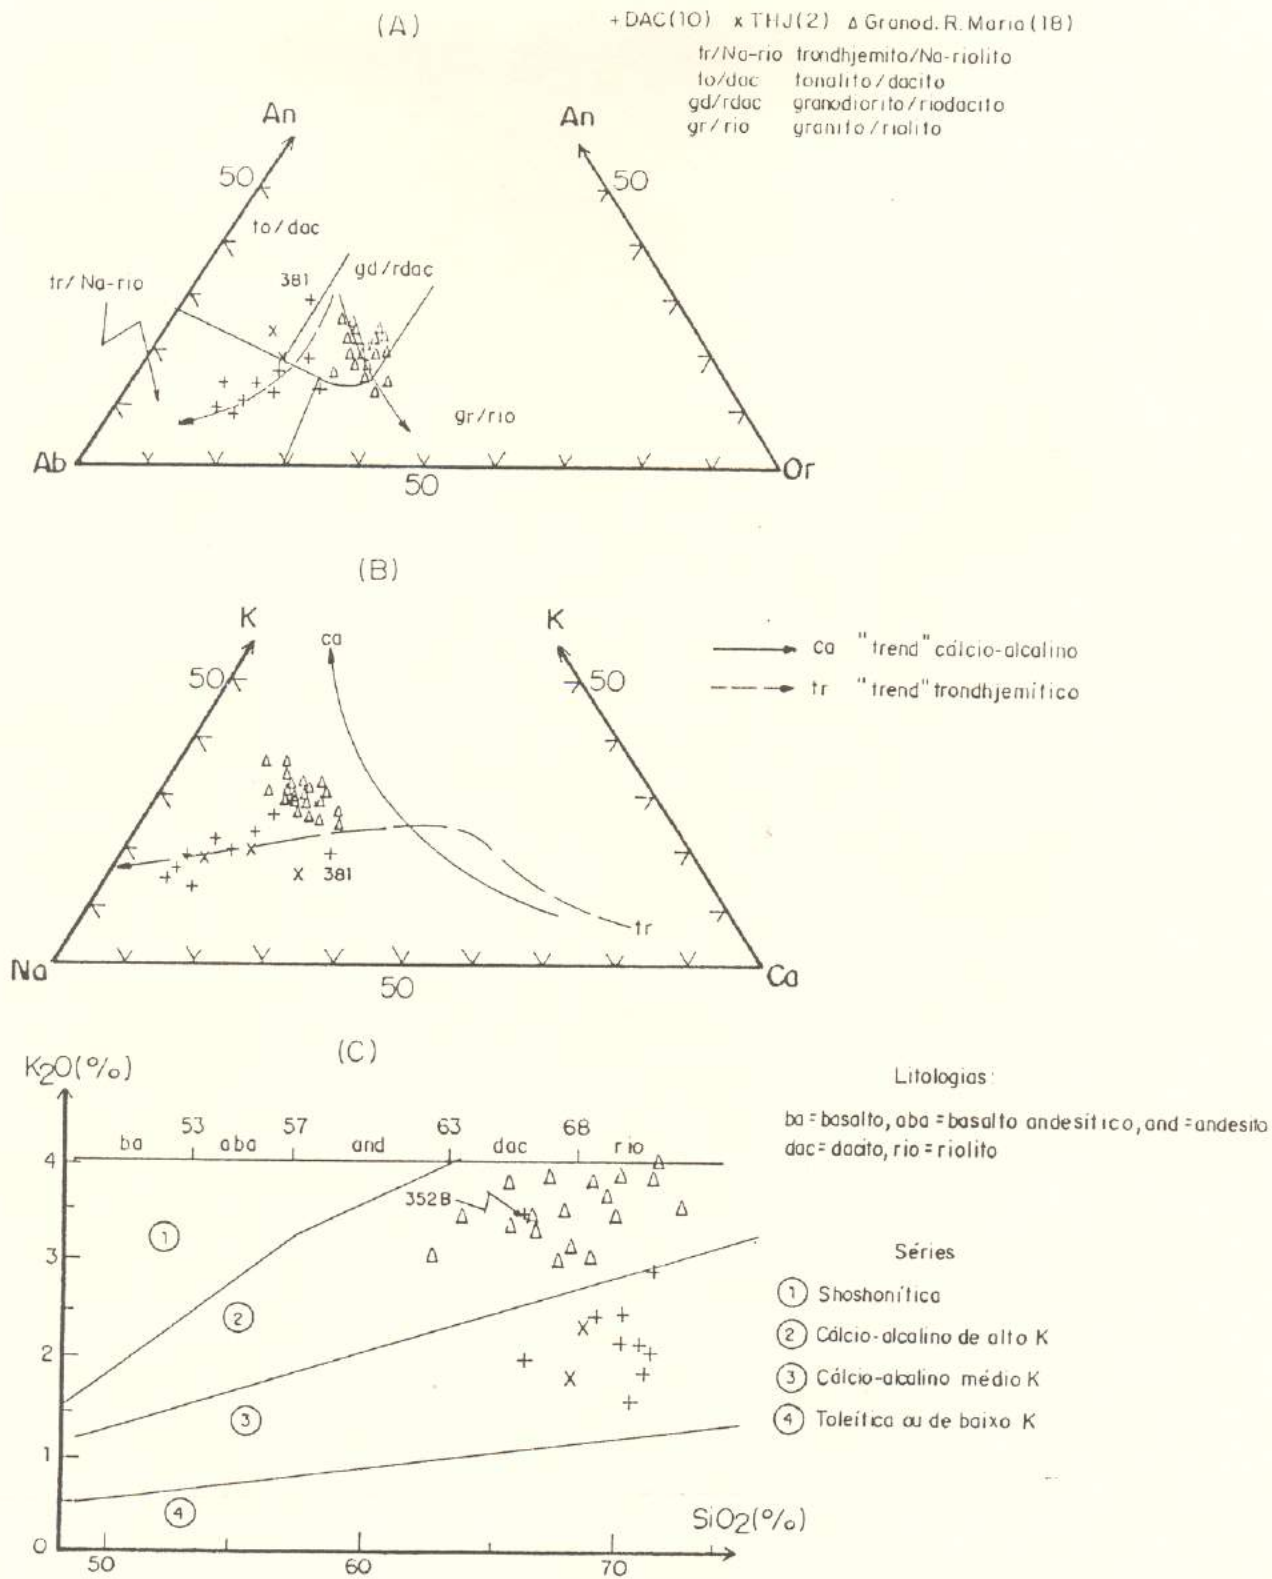 (A)
+DAC(10) x THJ(2) Δ Granod. R. Maria (18)
tr/Na-rio trondhjemito/Na-riolito
to/dac tonalito/dacito
gd/rdac granodiorito/riodacito
gr/rio granito/riolito
An
An
50
50
to/dac
gd/rdac
381
tr/Na-rio
gr/rio
Ab
50
Or
(B)
K
K
ca
ca "trend" cálcio-alcalino
tr "trend" trondhjemítico
50
50
381
tr
Na
50
Ca
(C)
K2O(%)
Litologias:
ba = basalto, aba = basalto andesítico, and = andesito
dac = dacito, rio = riolito
53 57 63 68
ba aba and dac rio
4
352B
1
3
Séries
1 Shoshonítica
2
2 Cálcio-alcalino de alto K
2
3 Cálcio-alcalino médio K
3
4 Toleítica ou de baixo K
1
4
SiO2(%)
0
50 60 70